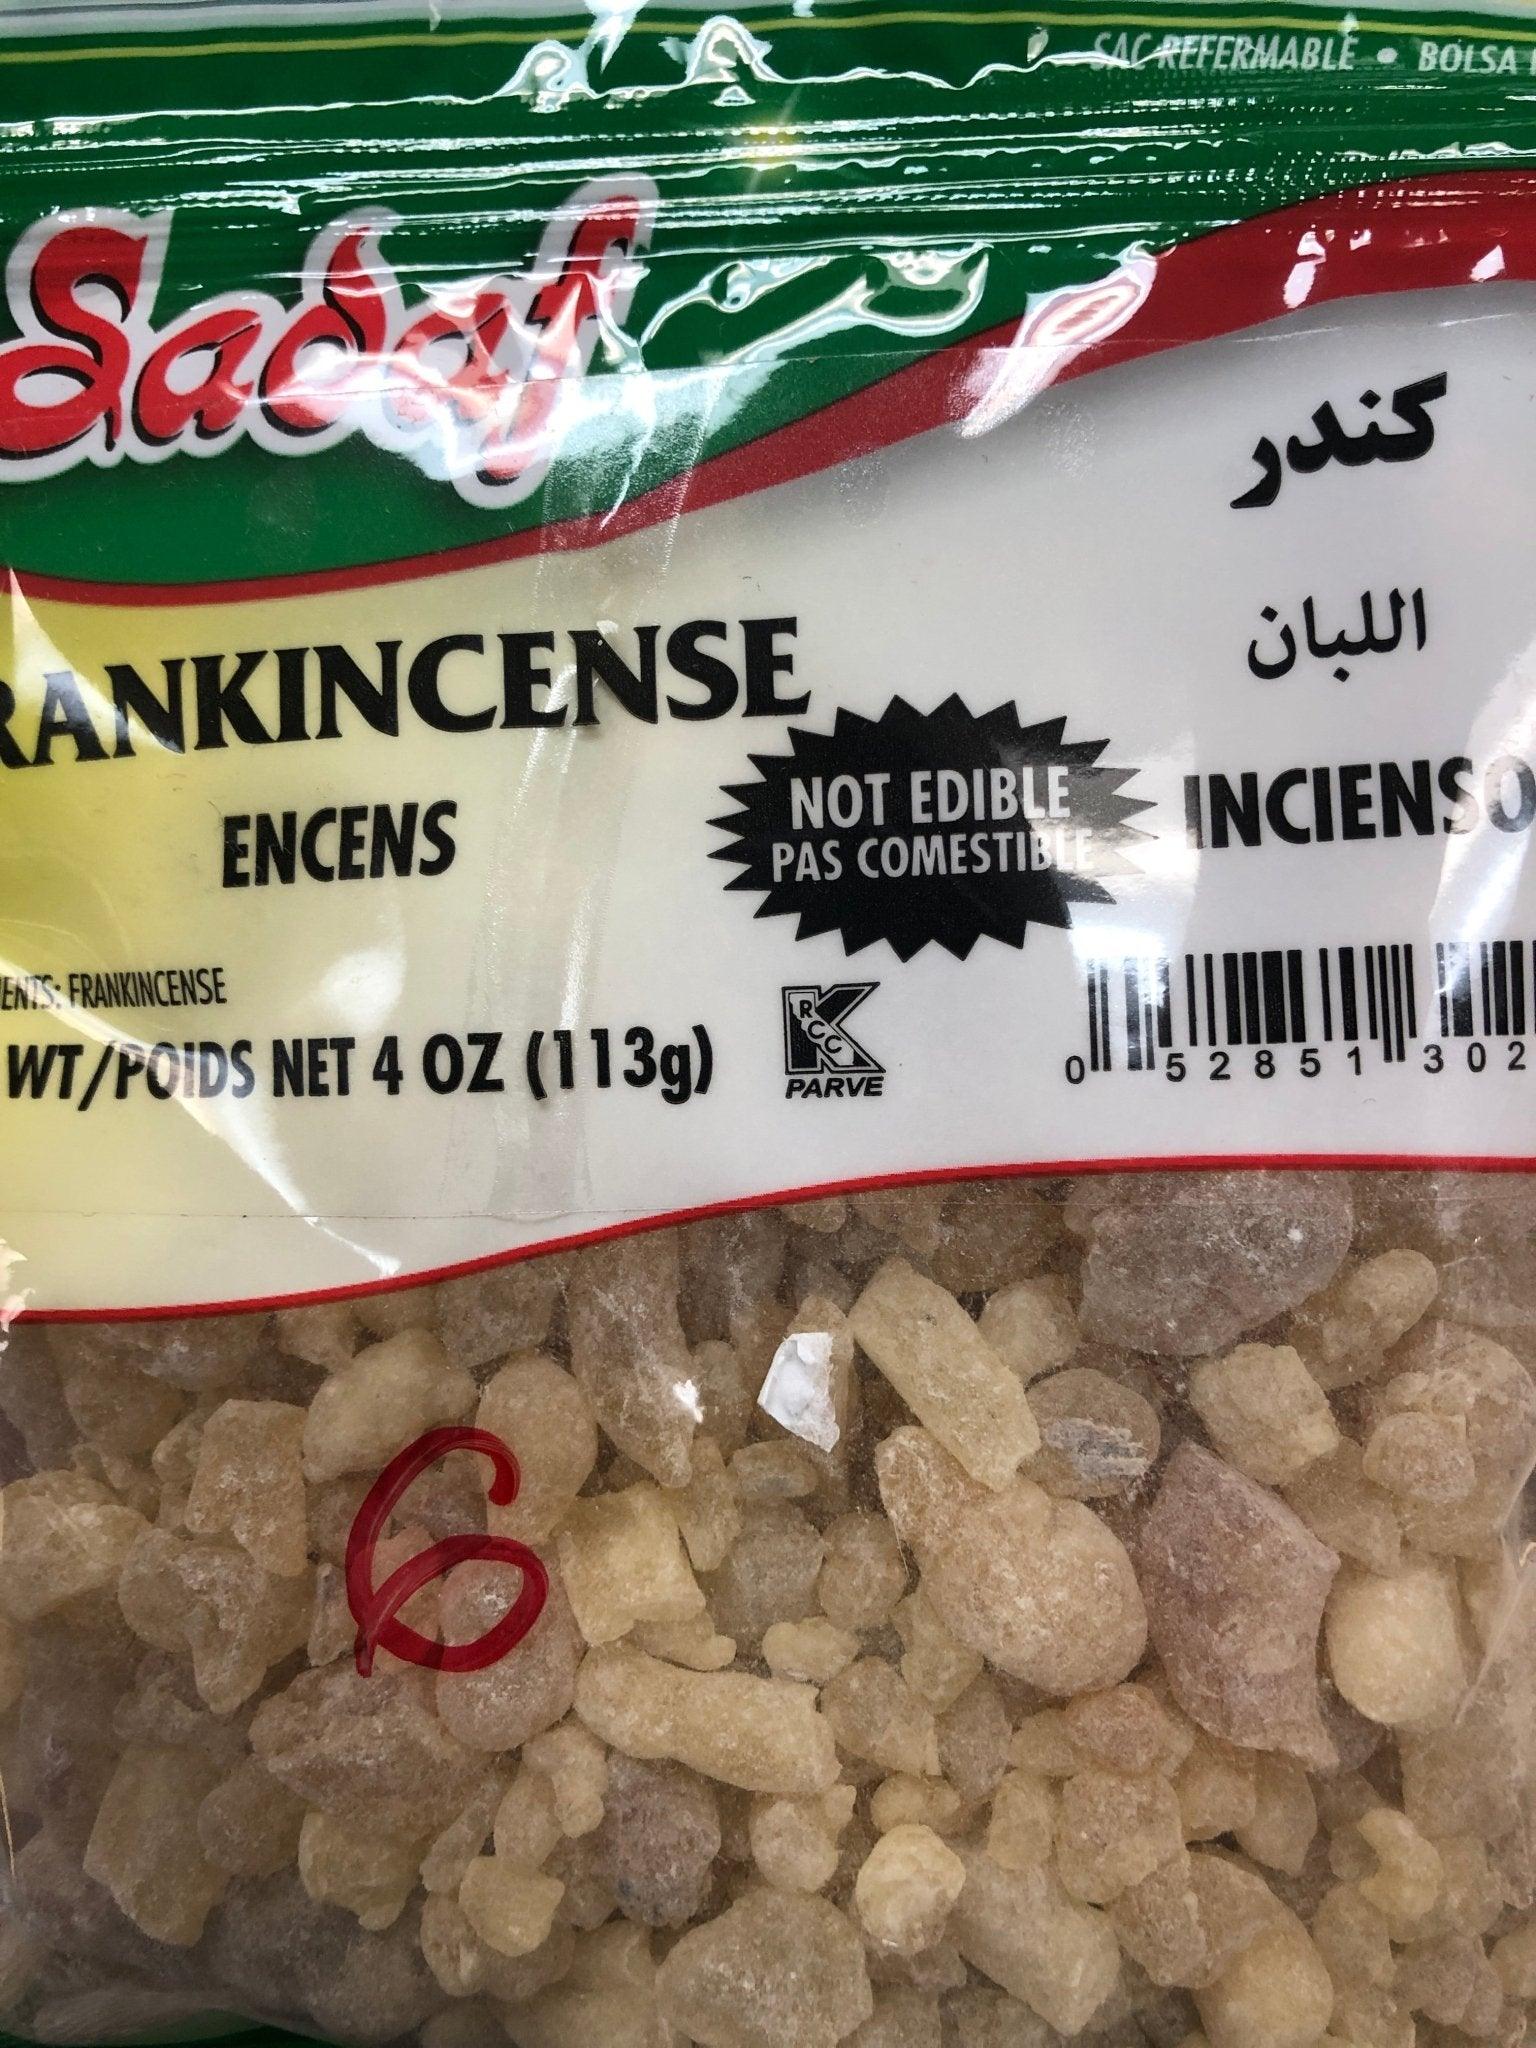 SAC REFERMABLE • BOLSA
Sadaf
كندر
اللبان
RANKINCENSE
ENCENS
NOT EDIBLE
PAS COMESTIBLE
INCIENSO
ENTS: FRANKINCENSE
WT/POIDS NET 4 OZ (113g)
RCC
K
PARVE
0 52851 302
6